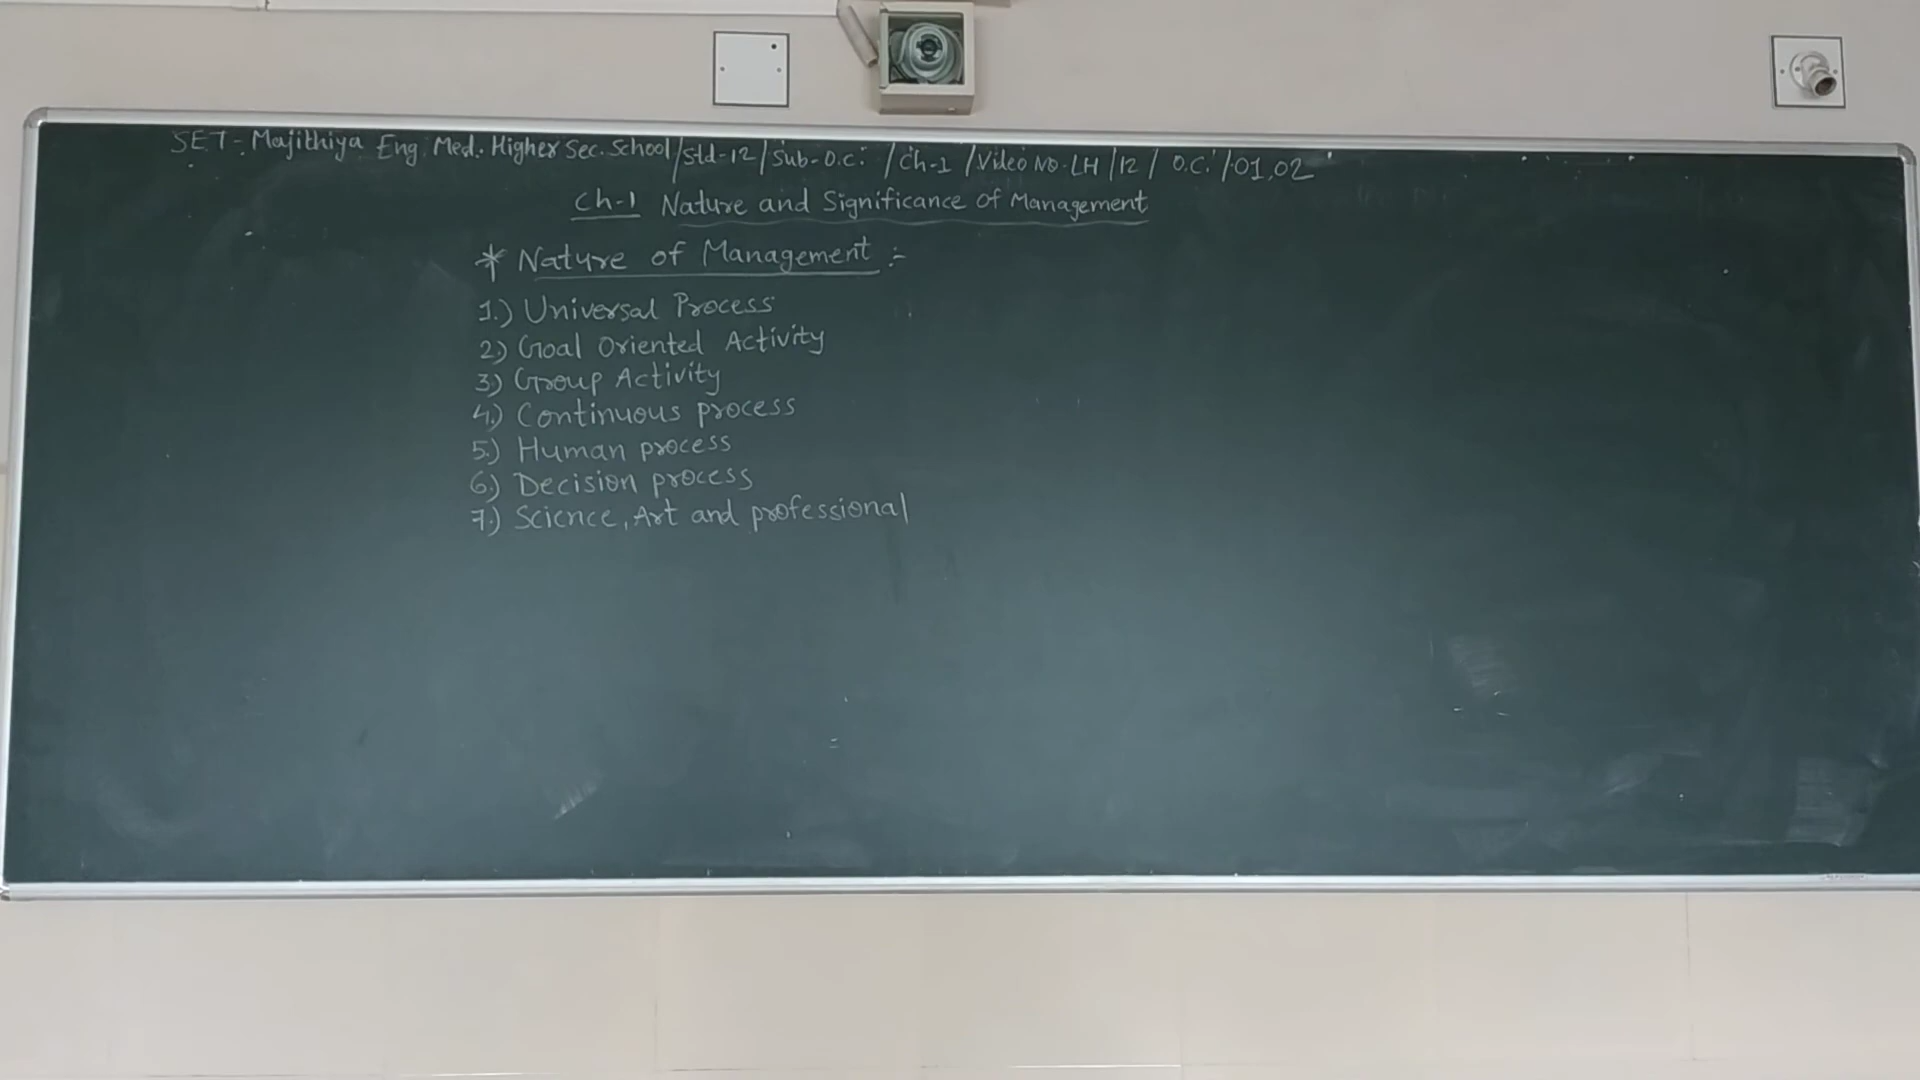 SET-Majithiya Eng. Med. Higher Sec. School/Std-12/Sub-O.C./Ch-1/Video No.LH/12/O.C./01,02
Ch-1 Nature and Significance of Management
* Nature of Management :-
1.) Universal Process
2.) Goal Oriented Activity
3.) Group Activity
4.) Continuous process
5.) Human process
6.) Decision process
7.) Science, Art and professional